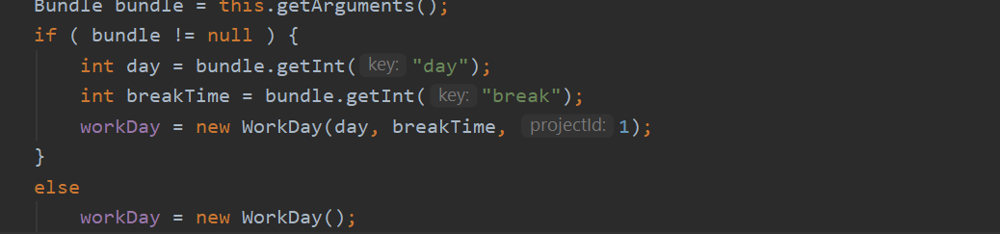 Bundle bundle = this.getArguments();
if ( bundle != null ) {
    int day = bundle.getInt( key: "day");
    int breakTime = bundle.getInt( key: "break");
    workDay = new WorkDay(day, breakTime, projectId: 1);
}
else
    workDay = new WorkDay();